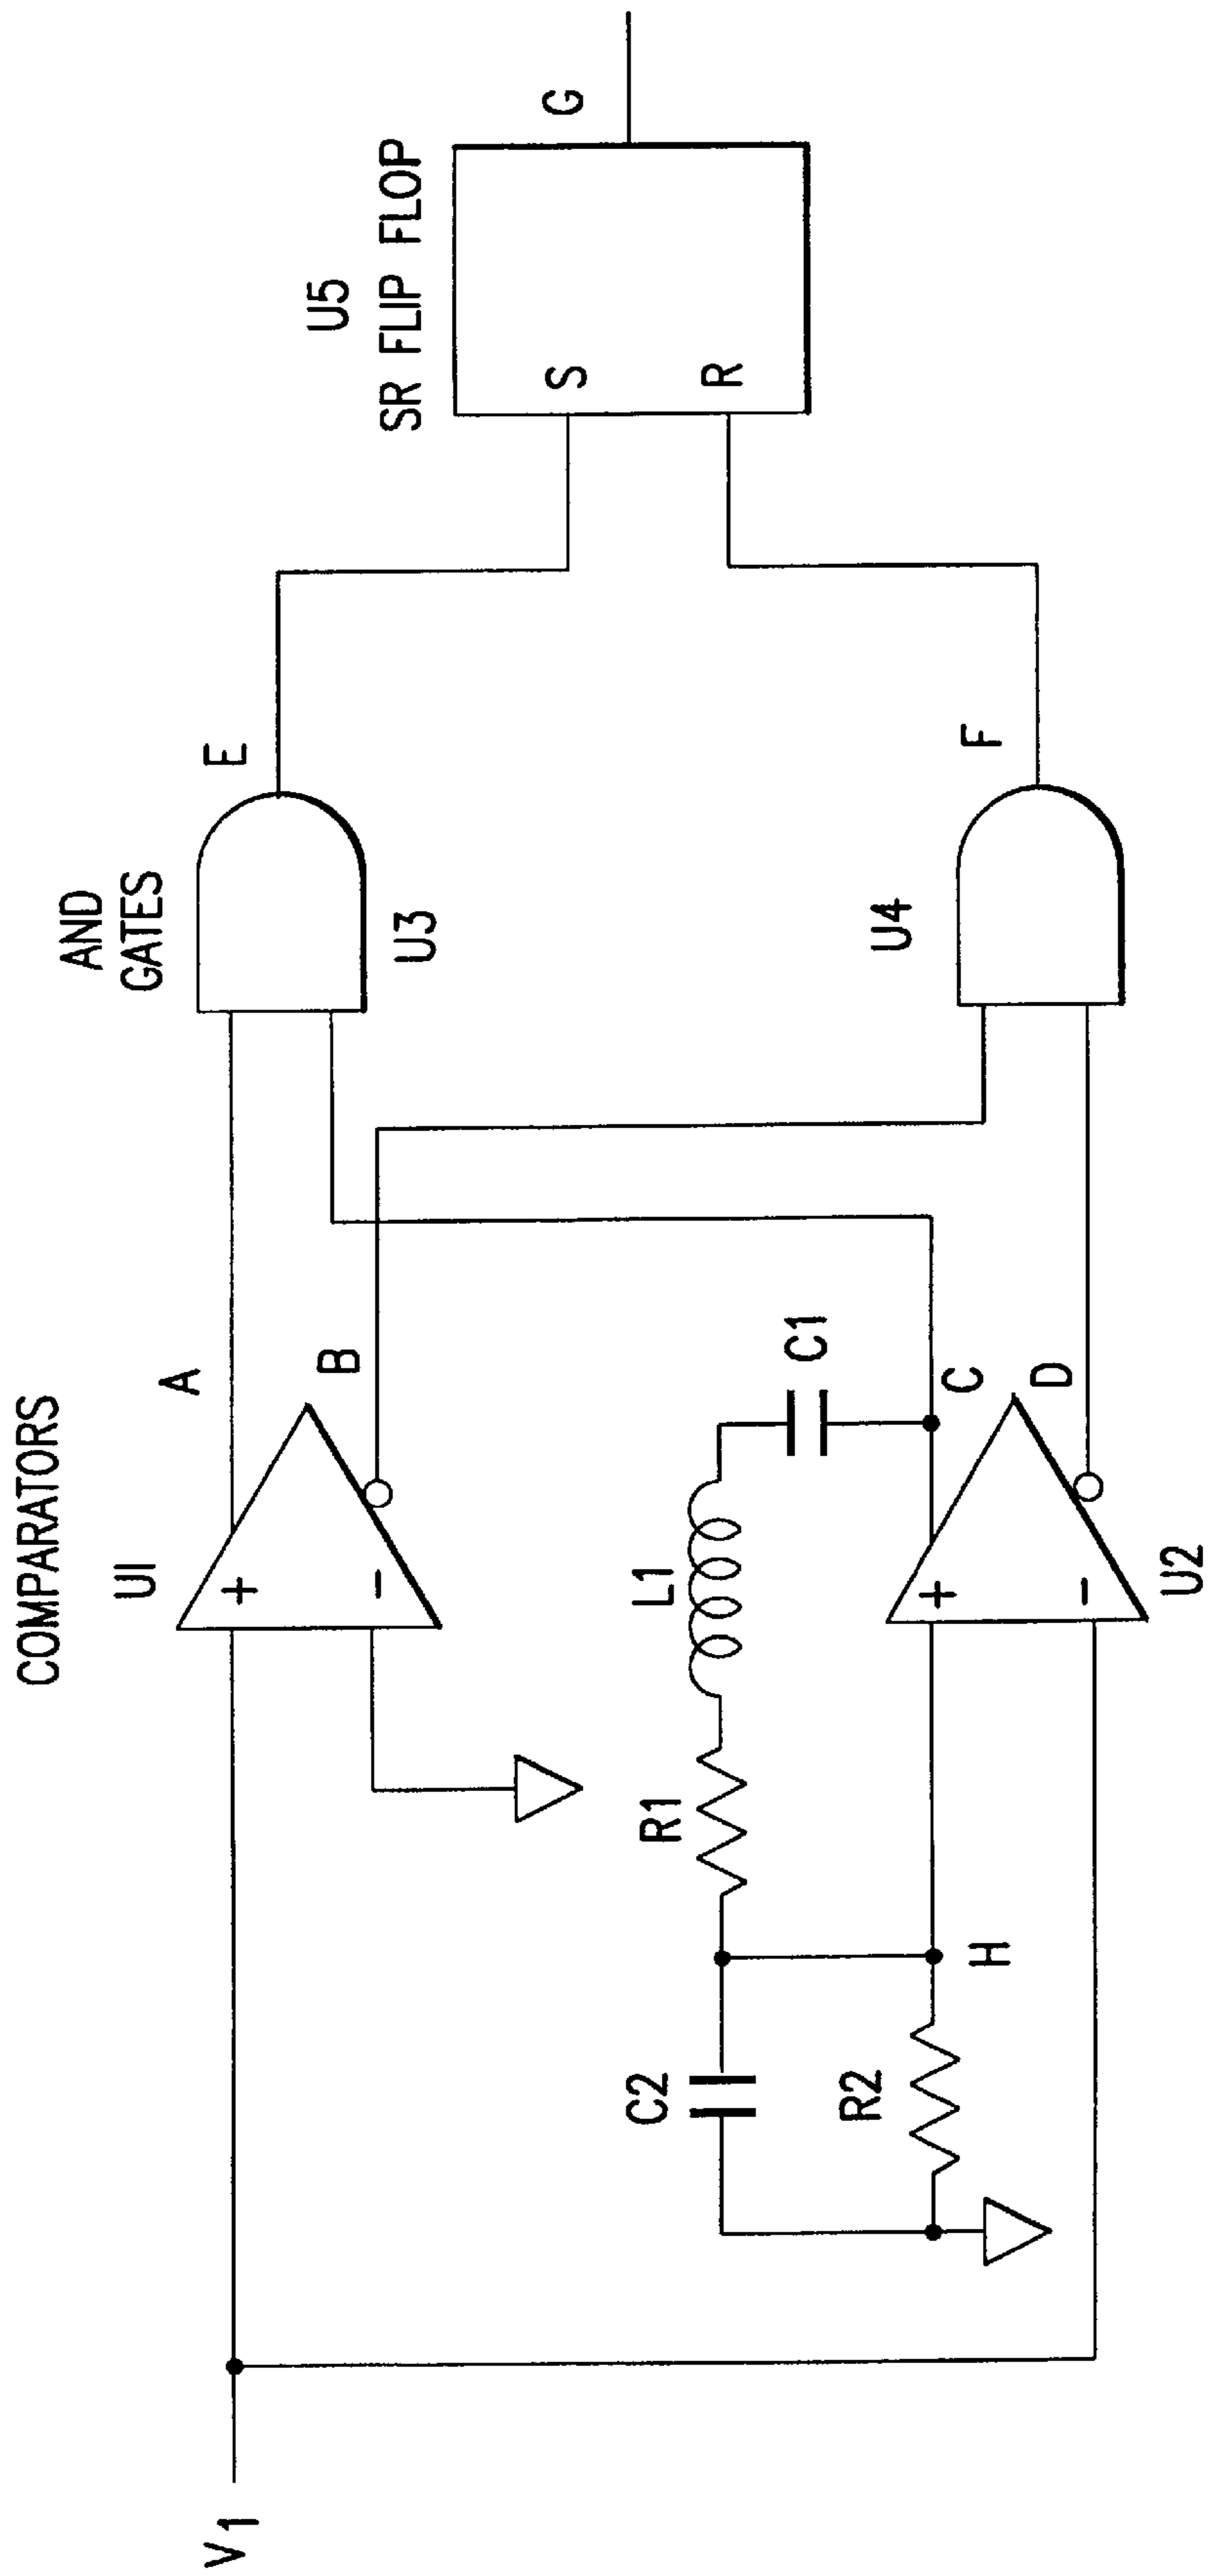 COMPARATORS
AND
GATES
U5
SR FLIP FLOP
U1
+
-
A
B
U3
E
S
R
G
V1
C2
R2
H
R1
L1
C1
+
-
U2
C
D
U4
F